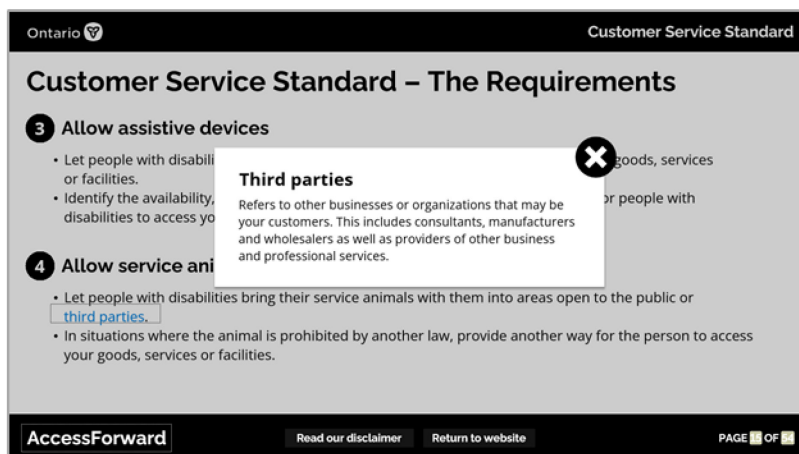 Ontario
Customer Service Standard
Customer Service Standard – The Requirements
3 Allow assistive devices
• Let people with disabili
goods, services
or facilities.
• Identify the availability,
or people with
disabilities to access yo
Third parties
Refers to other businesses or organizations that may be
your customers. This includes consultants, manufacturers
and wholesalers as well as providers of other business
and professional services.
4 Allow service ani
• Let people with disabilities bring their service animals with them into areas open to the public or
third parties.
• In situations where the animal is prohibited by another law, provide another way for the person to access
your goods, services or facilities.
AccessForward
Read our disclaimer
Return to website
PAGE 15 OF 54